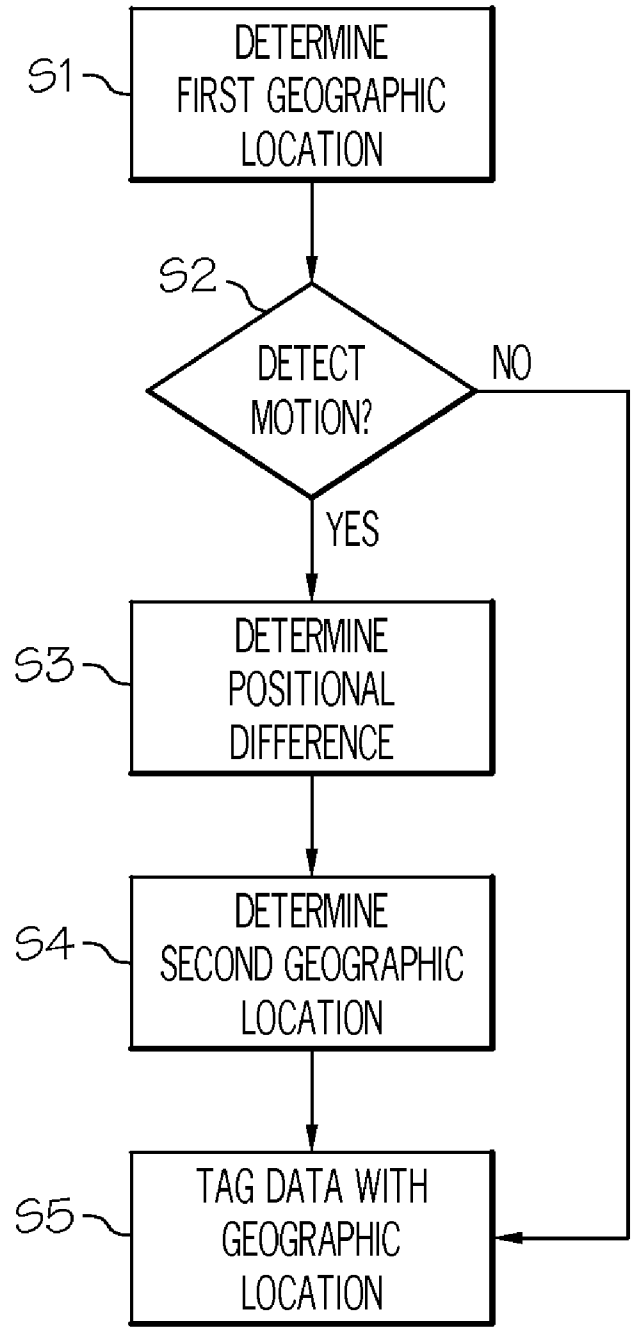 S1
DETERMINE
FIRST GEOGRAPHIC
LOCATION
S2
DETECT
MOTION?
NO
YES
S3
DETERMINE
POSITIONAL
DIFFERENCE
S4
DETERMINE
SECOND GEOGRAPHIC
LOCATION
S5
TAG DATA WITH
GEOGRAPHIC
LOCATION